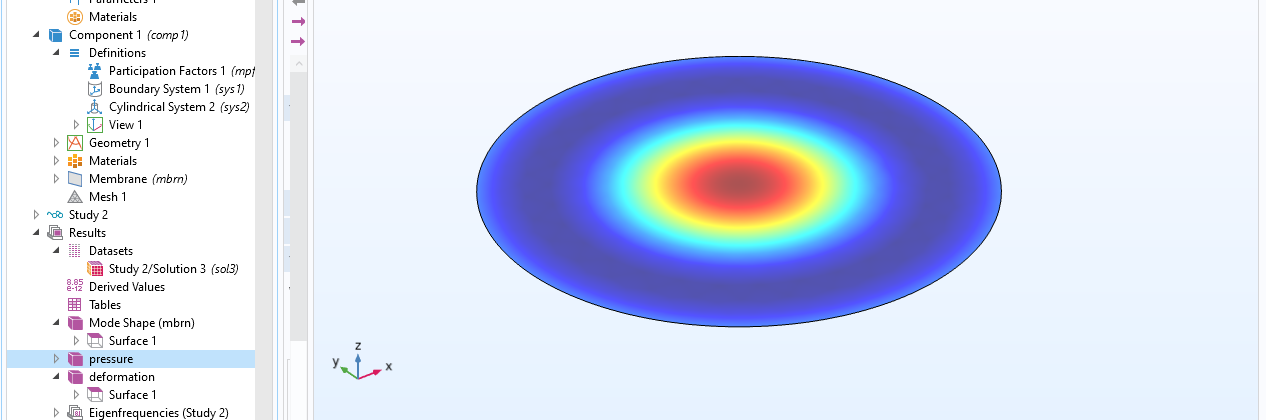 Parameters 1
Materials
Component 1 (comp1)
Definitions
Participation Factors 1 (mpf
Boundary System 1 (sys1)
Cylindrical System 2 (sys2)
View 1
Geometry 1
Materials
Membrane (mbrn)
Mesh 1
Study 2
Results
Datasets
Study 2/Solution 3 (sol3)
8.85
e-12
Derived Values
Tables
Mode Shape (mbrn)
Surface 1
pressure
deformation
Surface 1
Eigenfrequencies (Study 2)
z
y
x